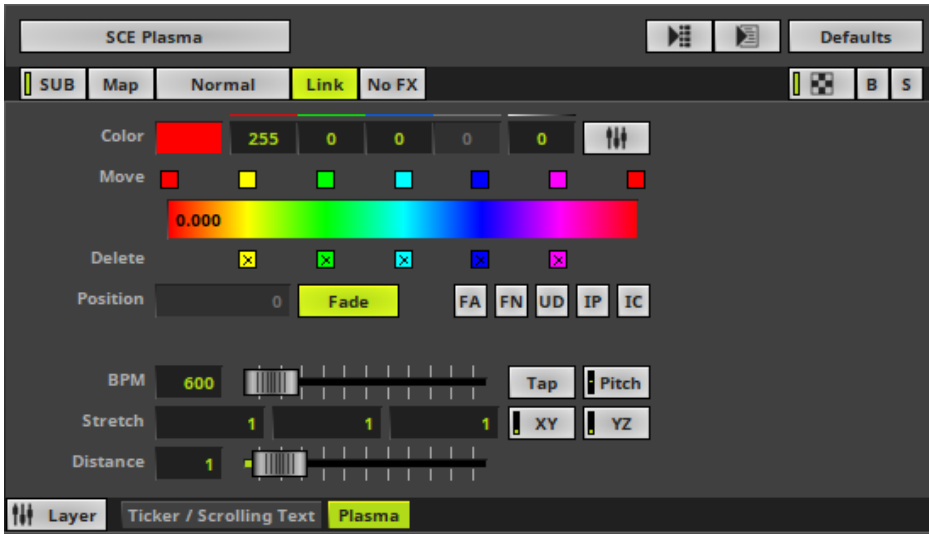 SCE Plasma Defaults
SUB Map Normal Link No FX B S
Color 255 0 0 0 0
Move
0.000
Delete
Position 0 Fade FA FN UD IP IC
BPM 600 Tap Pitch
Stretch 1 1 1 XY YZ
Distance 1
Layer Ticker / Scrolling Text Plasma